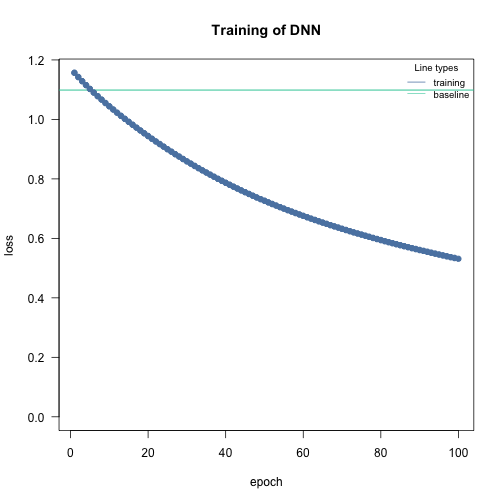 Training of DNN
Line types
training
baseline
1.2
1.0
0.8
0.6
0.4
0.2
0.0
loss
0 20 40 60 80 100
epoch